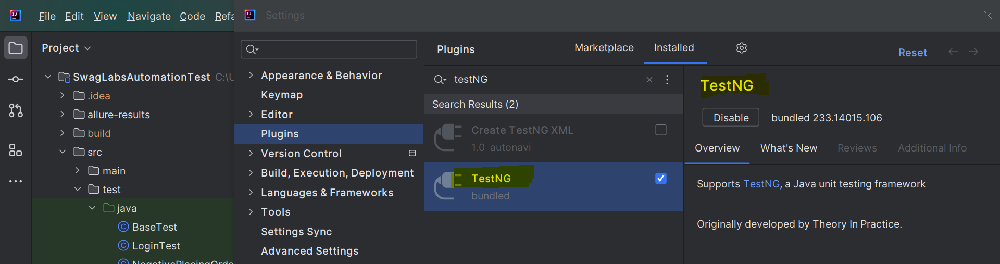 File Edit View Navigate Code Refa
Settings
Project
SwagLabsAutomationTest C:\U
.idea
allure-results
build
src
main
test
java
BaseTest
LoginTest
NegativePlacingOrde
Appearance & Behavior
Keymap
Editor
Plugins
Version Control
Build, Execution, Deployment
Languages & Frameworks
Tools
Settings Sync
Advanced Settings
Plugins
Marketplace
Installed
Reset
testNG
Search Results (2)
Create TestNG XML
1.0 autonavi
TestNG
bundled
TestNG
Disable
bundled 233.14015.106
Overview What's New Reviews Additional Info
Supports TestNG, a Java unit testing framework
Originally developed by Theory In Practice.